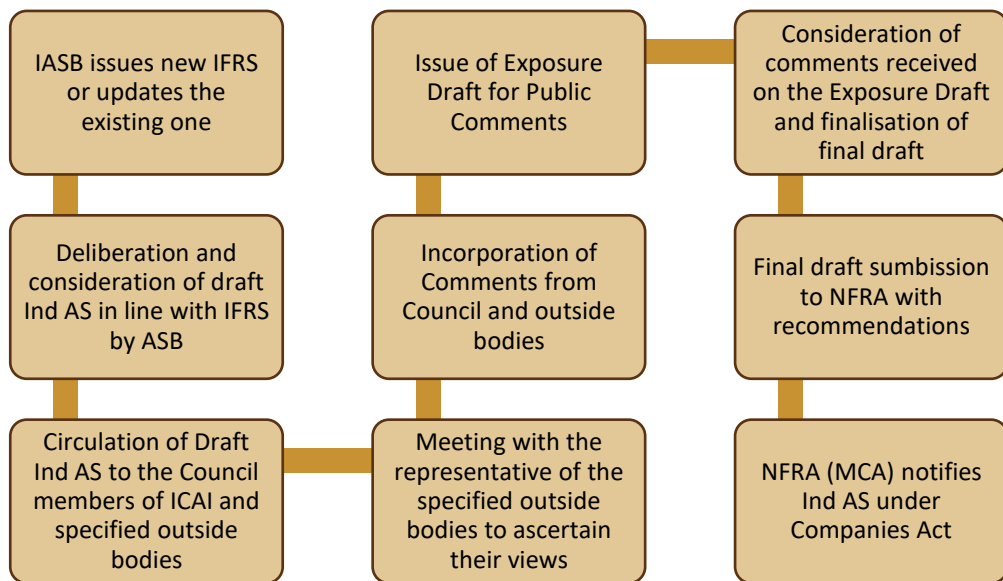 IASB issues new IFRS
or updates the
existing one
Deliberation and
consideration of draft
Ind AS in line with IFRS
by ASB
Circulation of Draft
Ind AS to the Council
members of ICAI and
specified outside
bodies
Meeting with the
representative of the
specified outside
bodies to ascertain
their views
Incorporation of
Comments from
Council and outside
bodies
Issue of Exposure
Draft for Public
Comments
Consideration of
comments received
on the Exposure Draft
and finalisation of
final draft
Final draft sumbission
to NFRA with
recommendations
NFRA (MCA) notifies
Ind AS under
Companies Act